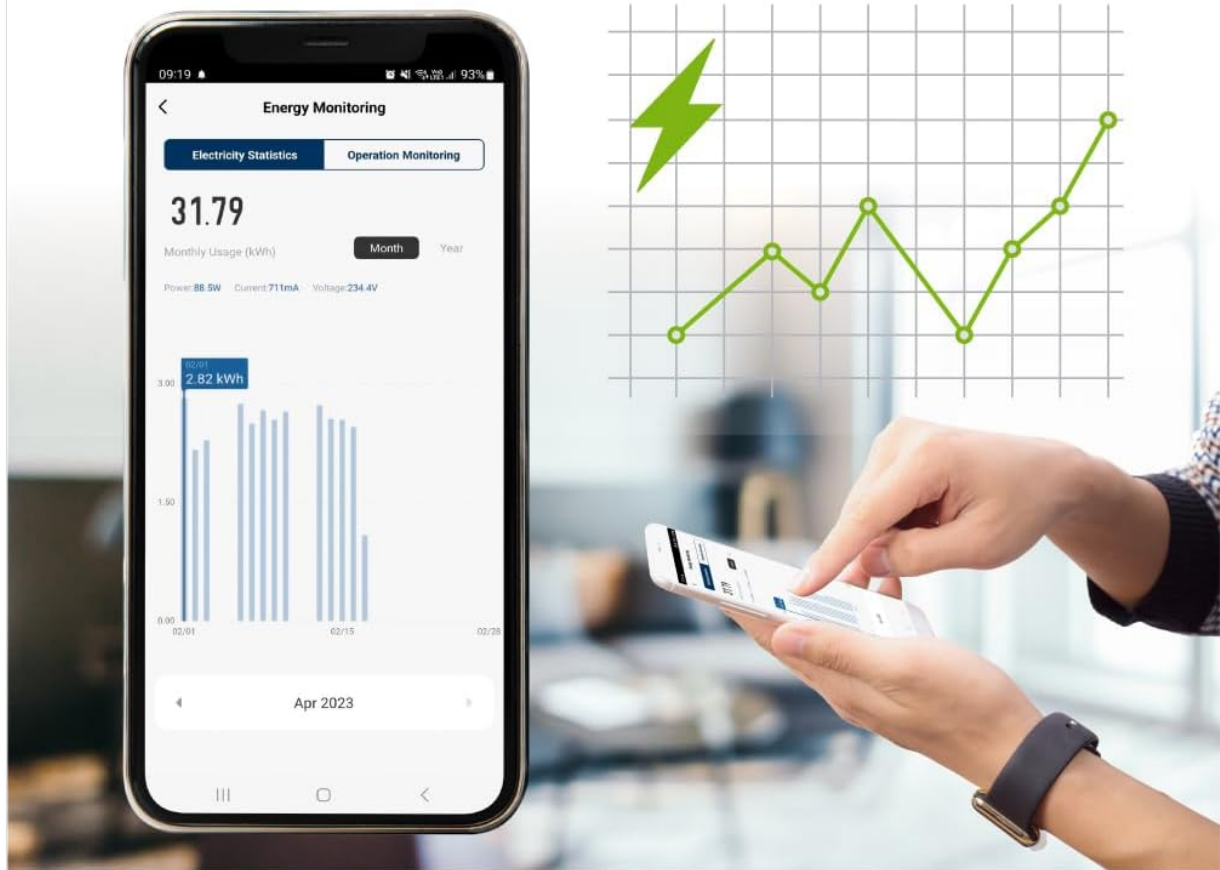 09:19 93%
Energy Monitoring
Electricity Statistics Operation Monitoring
31.79
Monthly Usage (kWh) Month Year
Power:88.5W Current:711mA Voltage:234.4V
02/01
2.82 kWh
3.00
1.50
0.00
02/01 02/15 02/28
Apr 2023